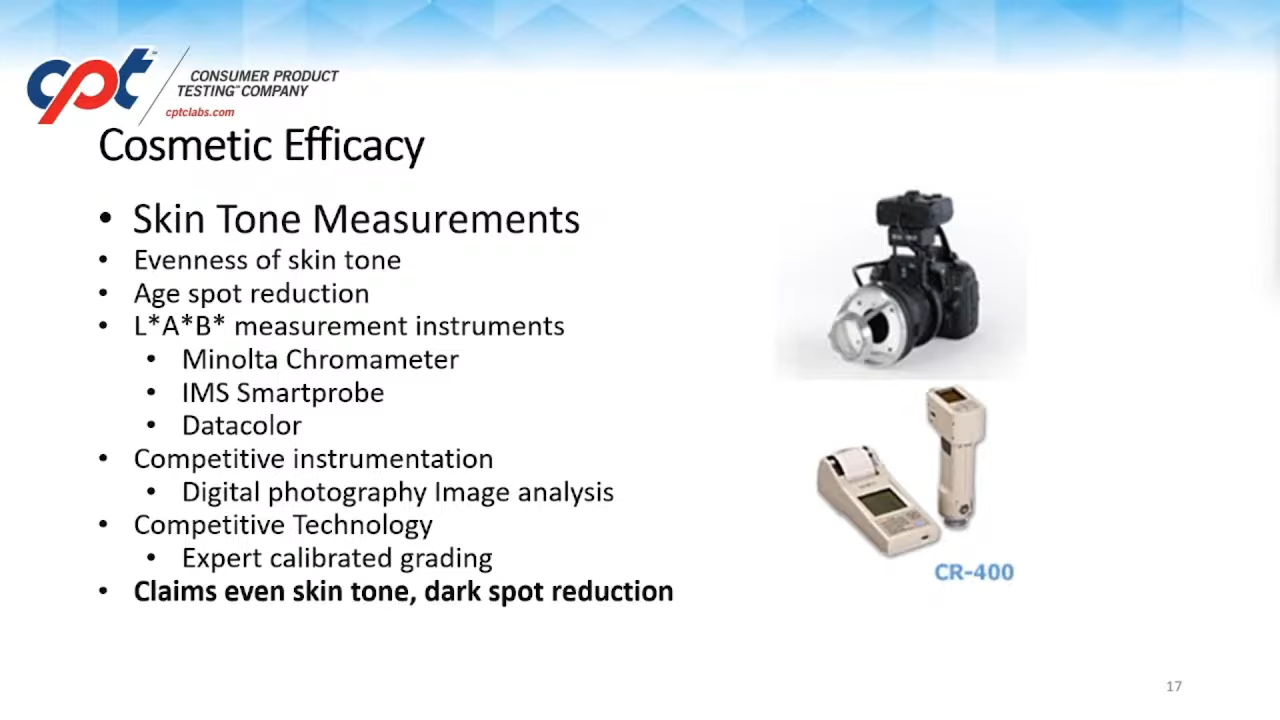 cpt
CONSUMER PRODUCT
TESTING COMPANY
cptclabs.com
Cosmetic Efficacy
• Skin Tone Measurements
• Evenness of skin tone
• Age spot reduction
• L*A*B* measurement instruments
• Minolta Chromameter
• IMS Smartprobe
• Datacolor
• Competitive instrumentation
• Digital photography Image analysis
• Competitive Technology
• Expert calibrated grading
• Claims even skin tone, dark spot reduction
CR-400
17